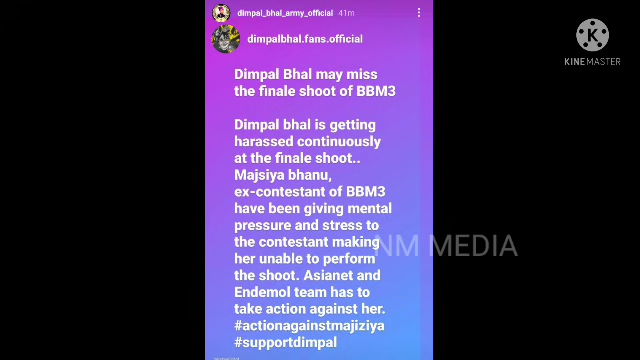 dimpal_bhal_army_official 41m
dimpalbhal.fans.official
KINEMASTER
Dimpal Bhal may miss
the finale shoot of BBM3
Dimpal bhal is getting
harassed continuously
at the finale shoot..
Majsiya bhanu,
ex-contestant of BBM3
have been giving mental
pressure and stress to
the contestant making
her unable to perform
the shoot. Asianet and
Endemol team has to
take action against her.
#actionagainstmajiziya
#supportdimpal
NM MEDIA